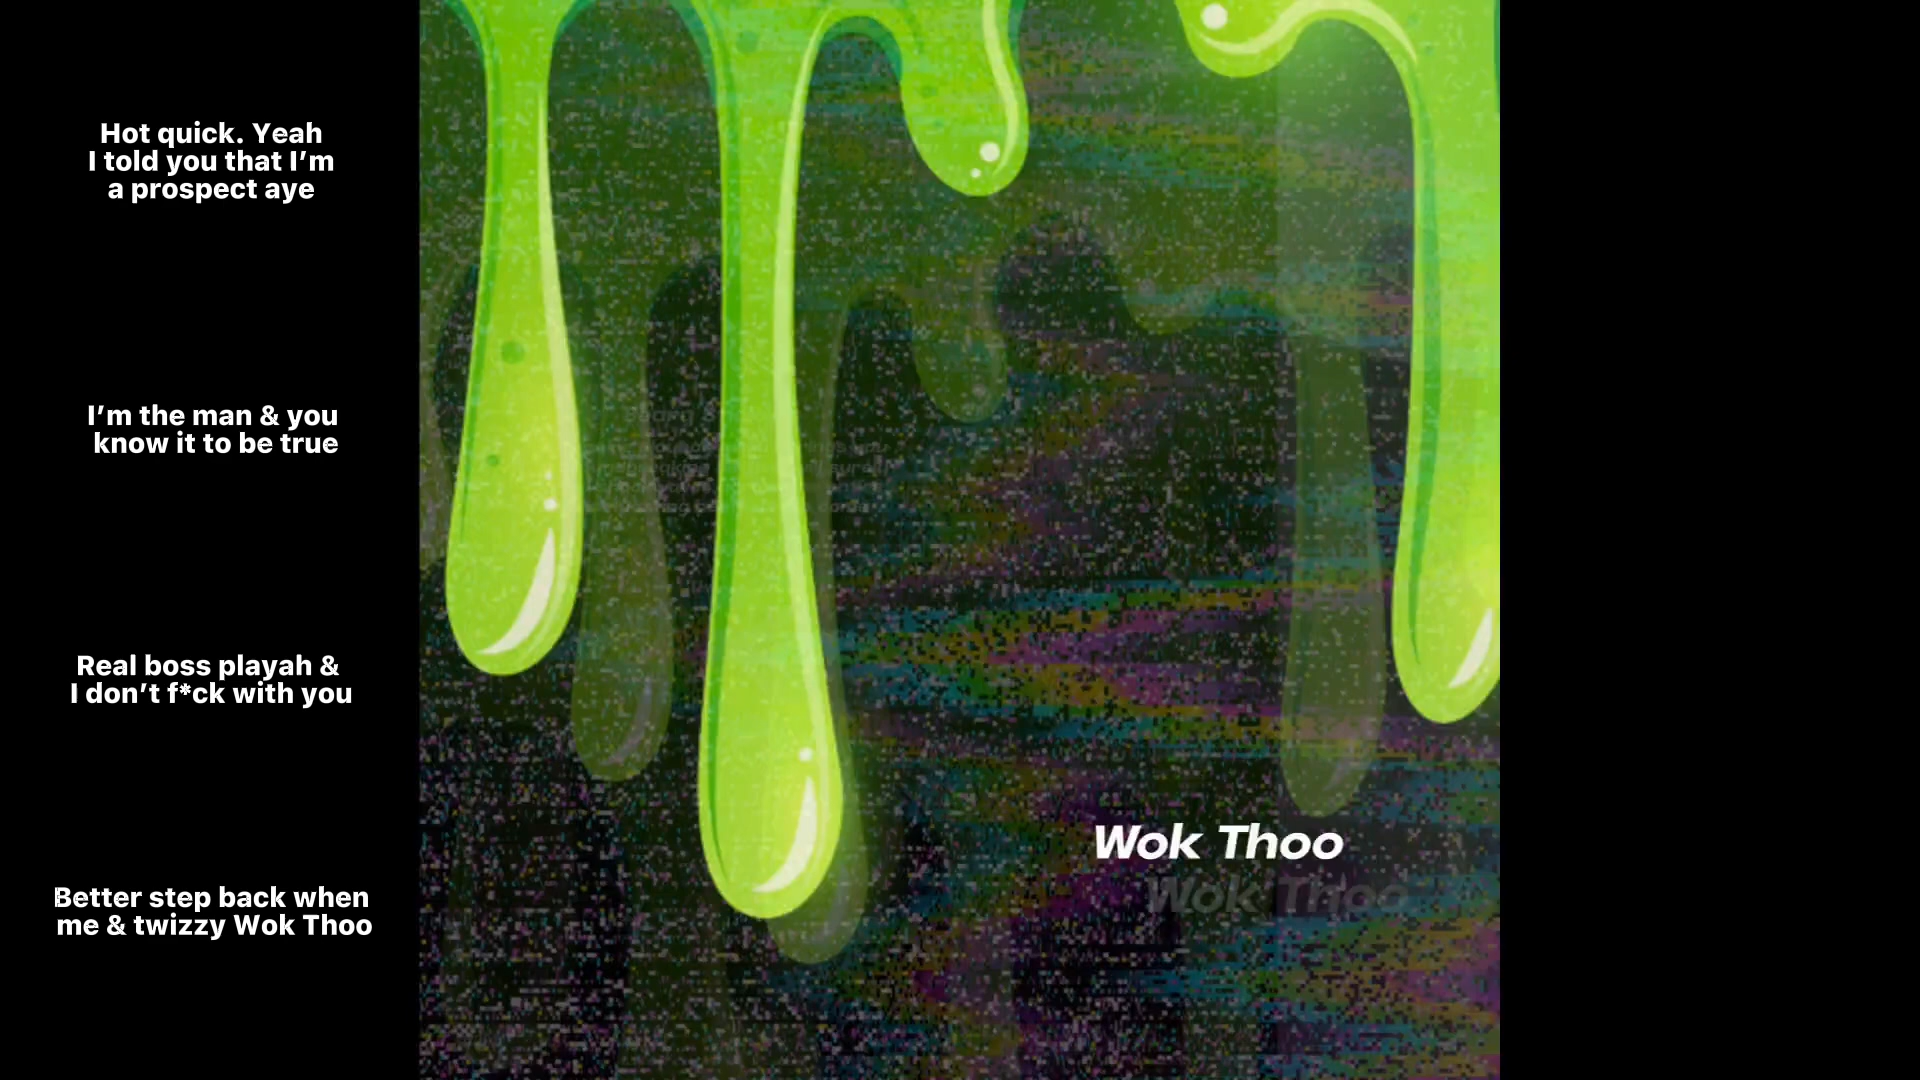 Hot quick. Yeah
I told you that I’m
a prospect aye
I’m the man & you
know it to be true
Real boss playah &
I don’t f*ck with you
Better step back when
me & twizzy Wok Thoo
Wok Thoo
Wok Thoo